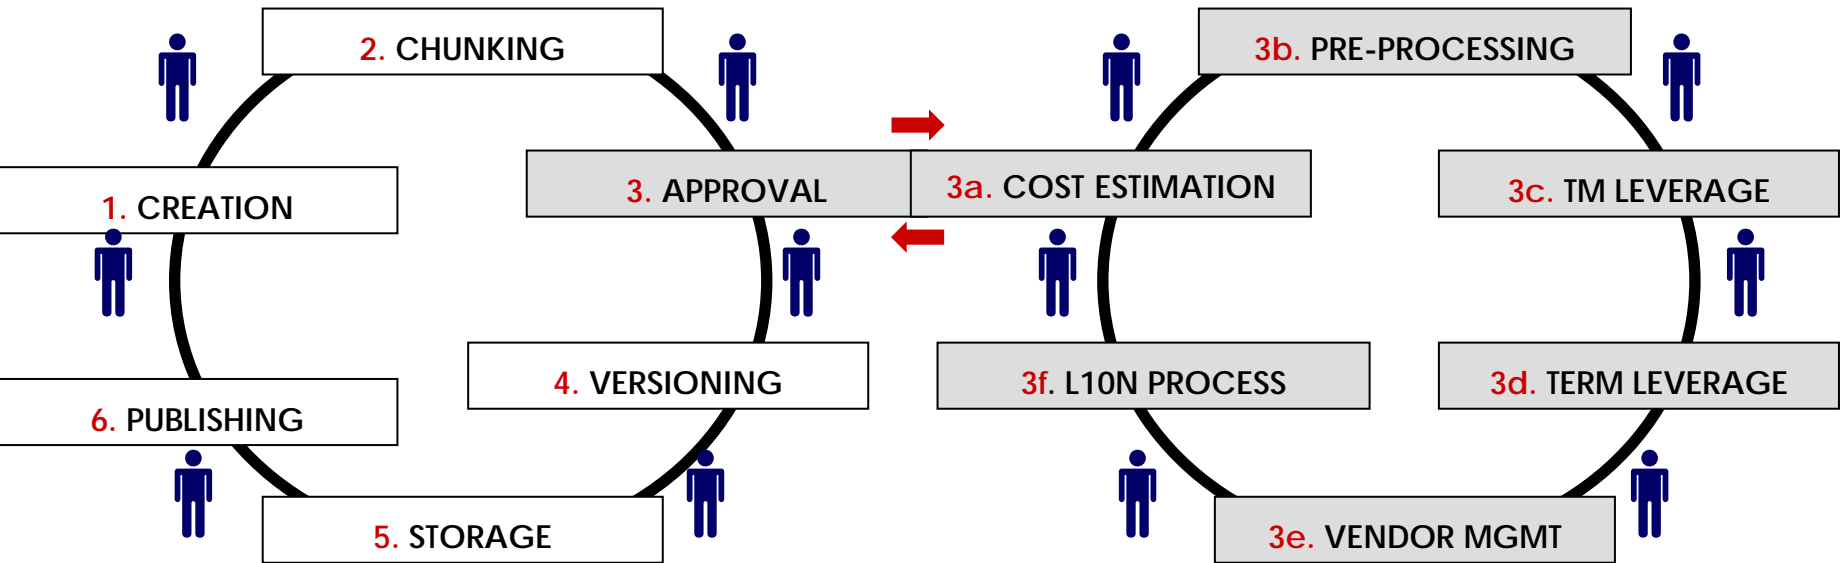 2. CHUNKING
3b. PRE-PROCESSING
1. CREATION
3. APPROVAL
3a. COST ESTIMATION
3c. TM LEVERAGE
6. PUBLISHING
4. VERSIONING
3f. L10N PROCESS
3d. TERM LEVERAGE
5. STORAGE
3e. VENDOR MGMT